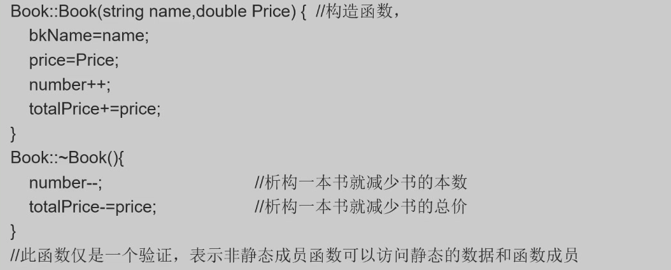 Book::Book(string name,double Price) {  //构造函数，
    bkName=name;
    price=Price;
    number++;
    totalPrice+=price;
}
Book::~Book(){
    number--;                    //析构一本书就减少书的本数
    totalPrice-=price;           //析构一本书就减少书的总价
}
//此函数仅是一个验证，表示非静态成员函数可以访问静态的数据和函数成员